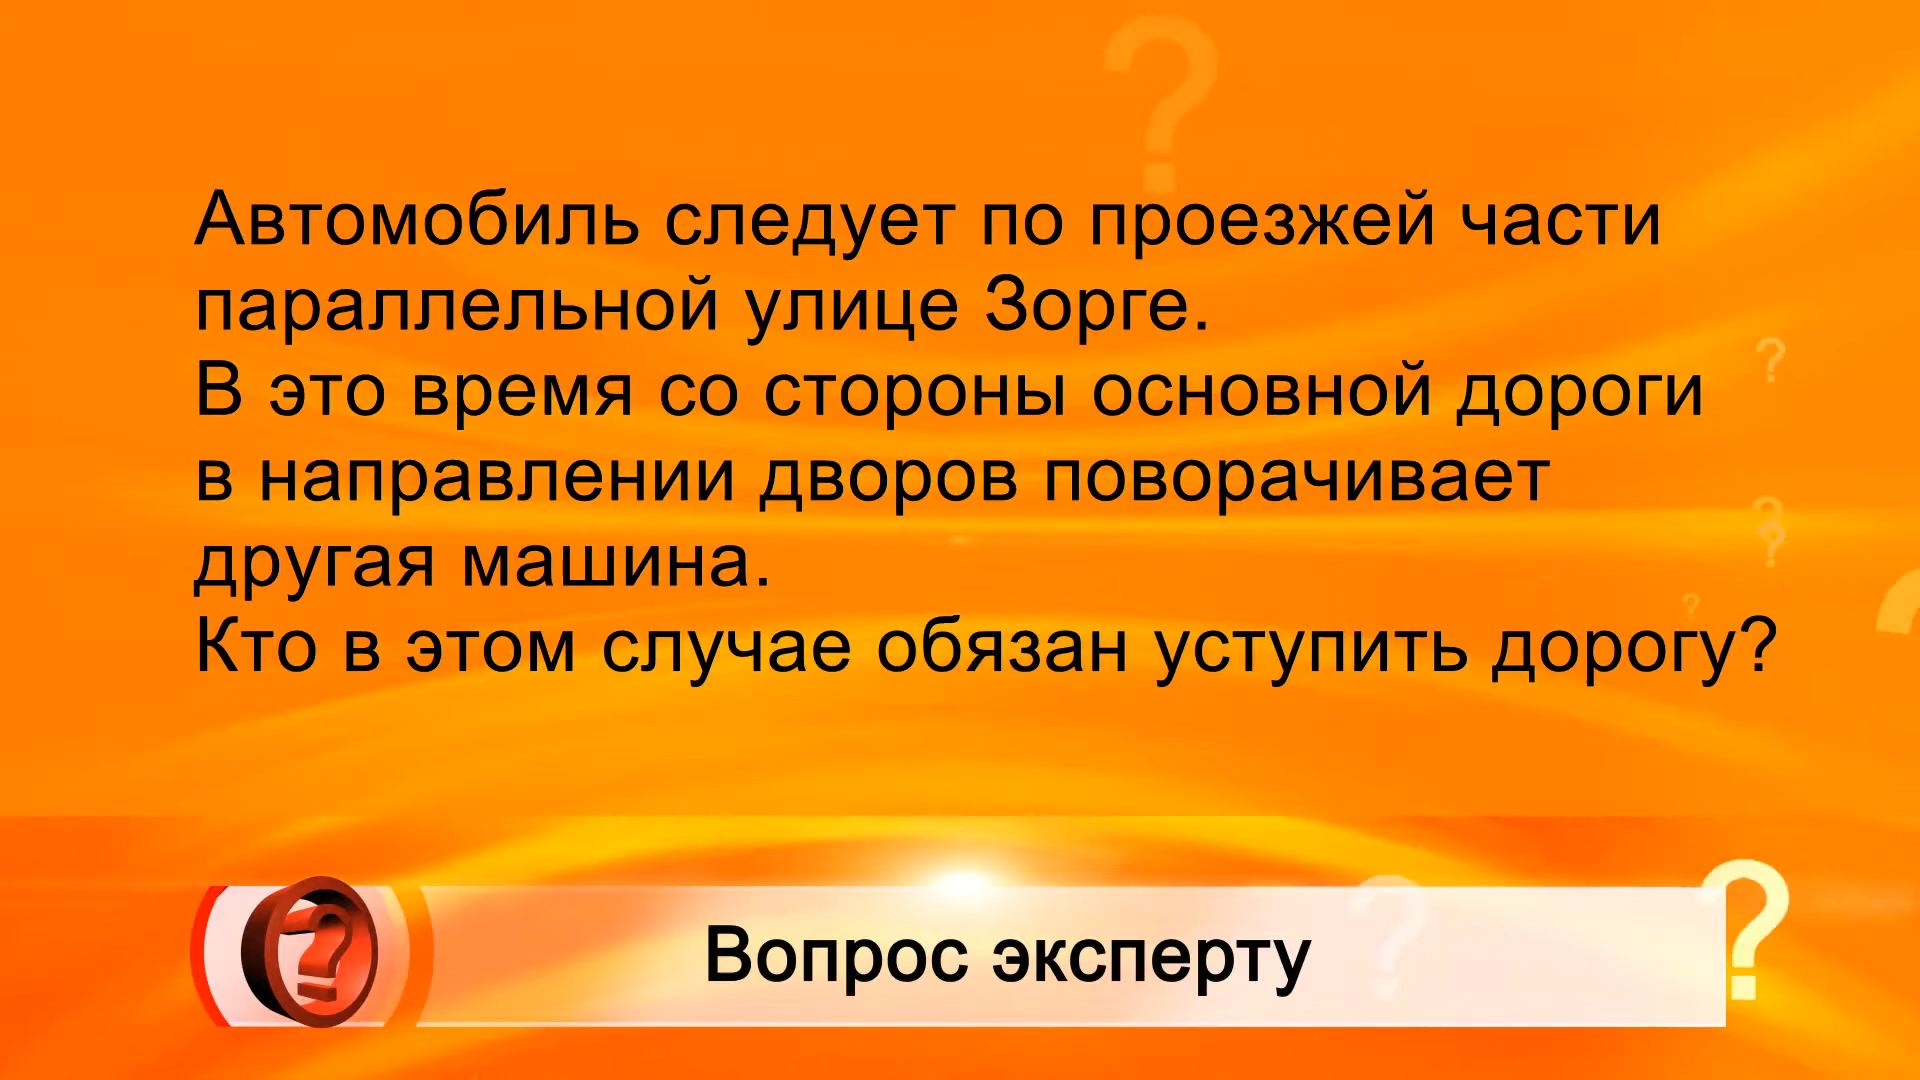 Автомобиль следует по проезжей части
параллельной улице Зорге.
В это время со стороны основной дороги
в направлении дворов поворачивает
другая машина.
Кто в этом случае обязан уступить дорогу?
Вопрос эксперту